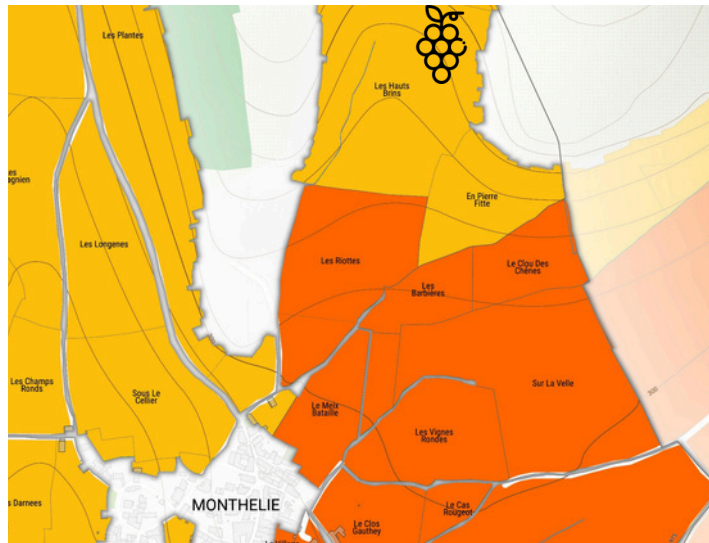 Les Plantes
Les Hauts
Brins
En Pierre
Fitte
Les Longenes
Les Riottes
Le Clou Des
Chênes
Les
Barbières
Les Champs
Ronds
Sous Le
Cellier
Sur La Velle
300
Le Meix
Bataille
Les Vignes
Rondes
s Darnees
MONTHELIE
Le Cas
Rougeot
Le Clos
Gauthey